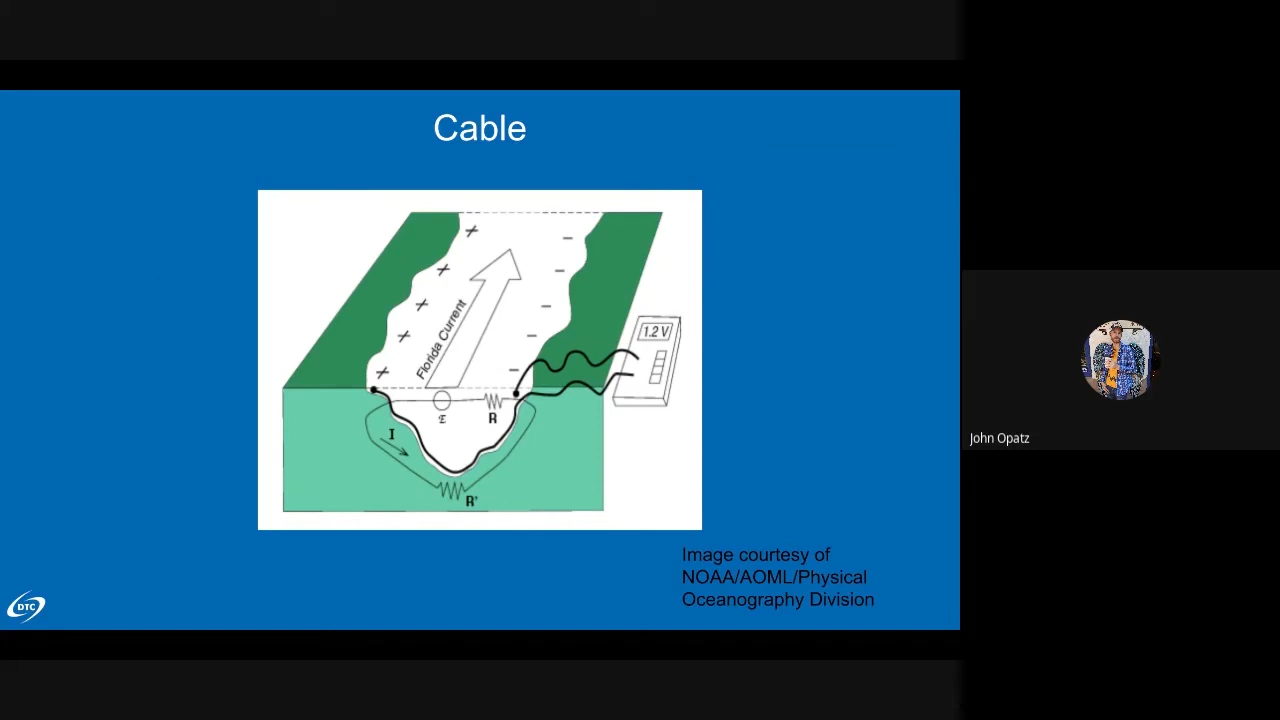 Cable
+
−
+
−
+
−
+
−
+
−
Florida Current
1.2 V
ℰ
R
I
R'
Image courtesy of
NOAA/AOML/Physical
Oceanography Division
DTC
John Opatz